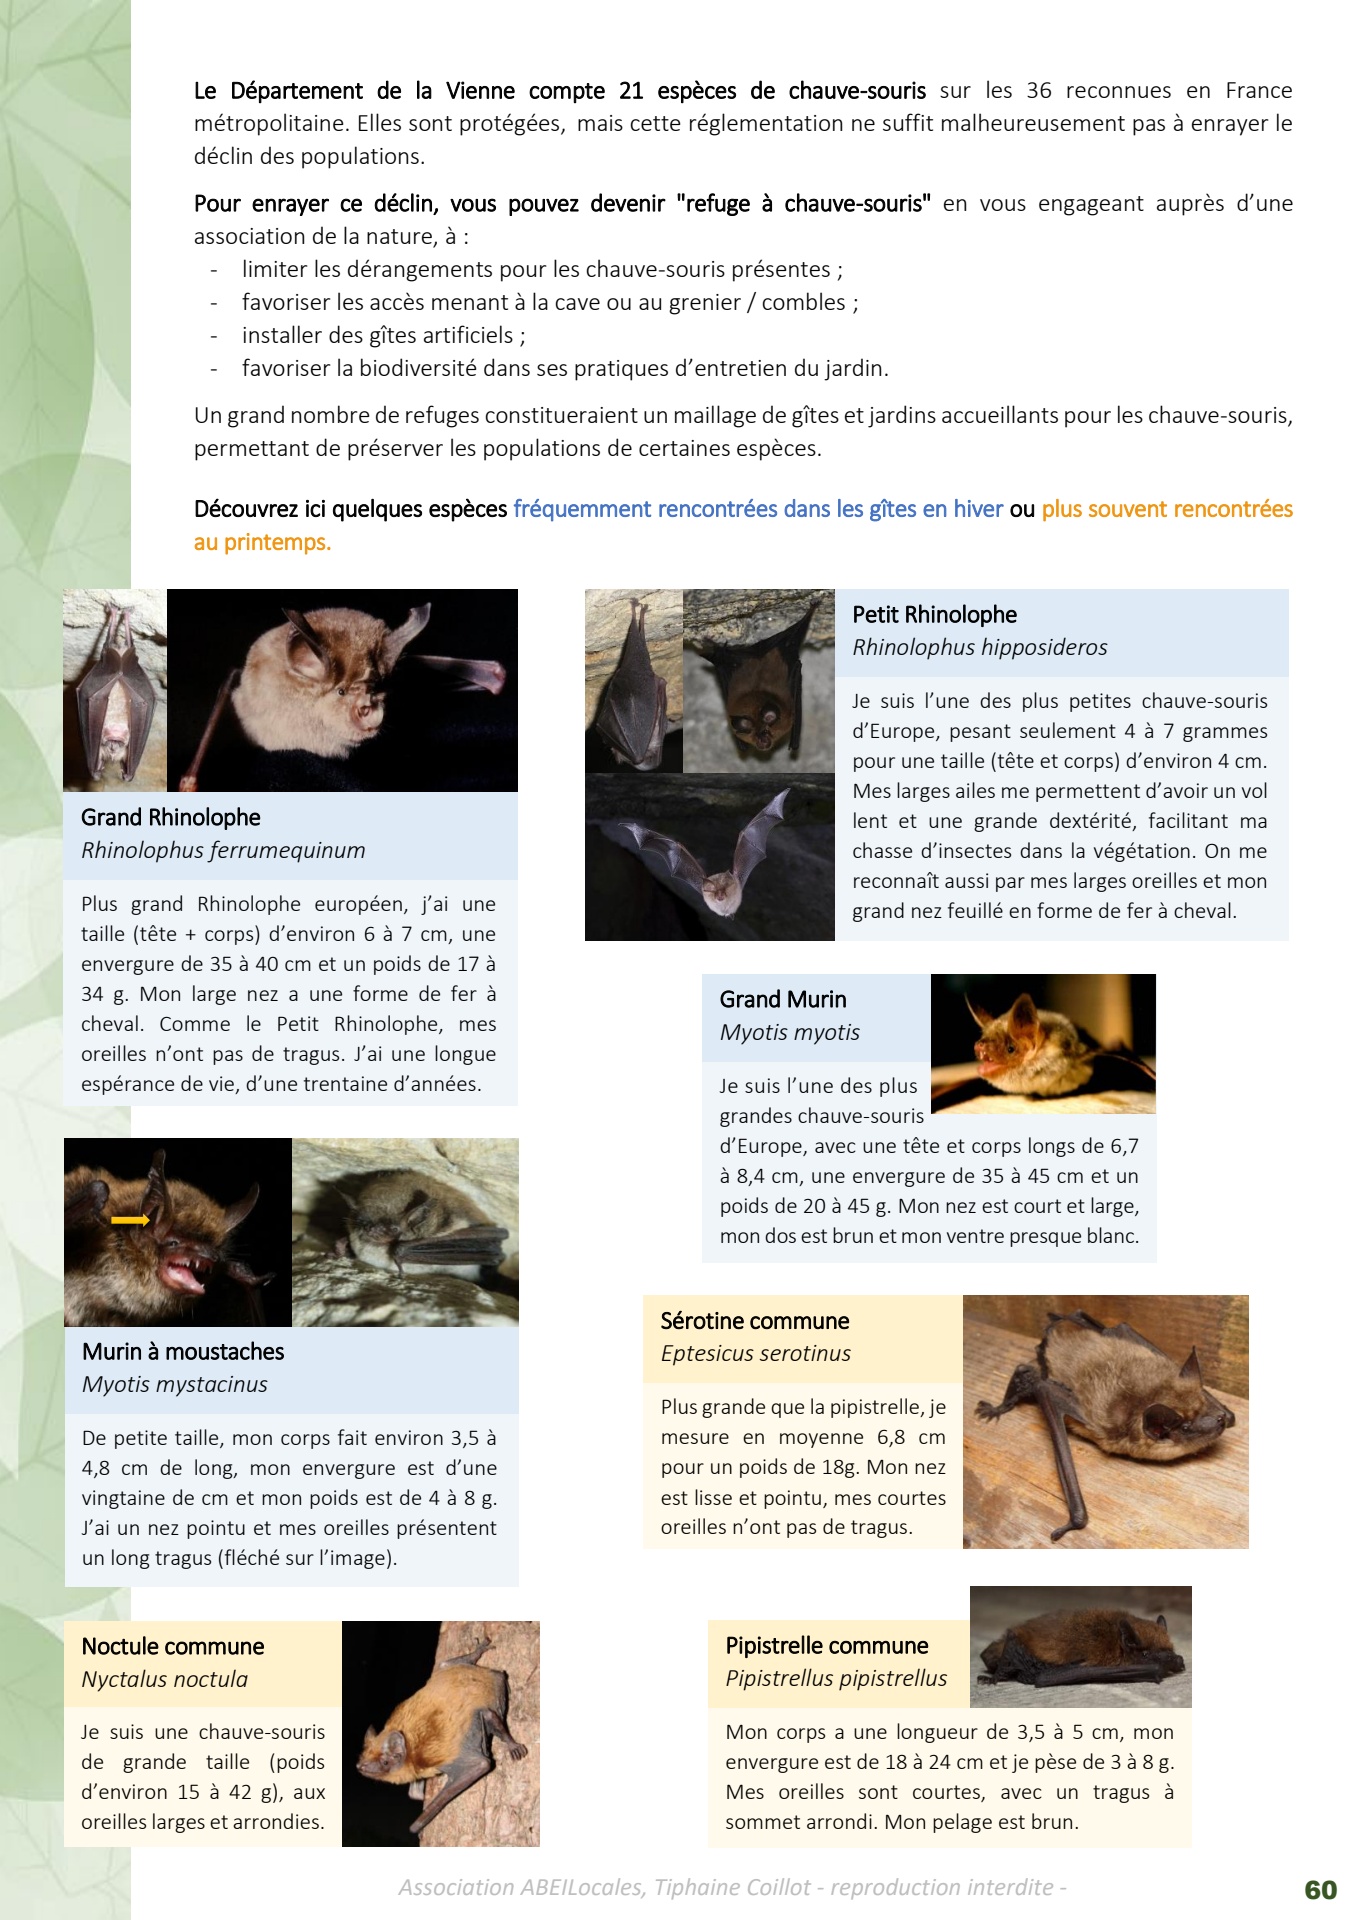 Le Département de la Vienne compte 21 espèces de chauve-souris sur les 36 reconnues en France
métropolitaine. Elles sont protégées, mais cette réglementation ne suffit malheureusement pas à enrayer le
déclin des populations.
Pour enrayer ce déclin, vous pouvez devenir "refuge à chauve-souris" en vous engageant auprès d’une
association de la nature, à :
- limiter les dérangements pour les chauve-souris présentes ;
- favoriser les accès menant à la cave ou au grenier / combles ;
- installer des gîtes artificiels ;
- favoriser la biodiversité dans ses pratiques d’entretien du jardin.
Un grand nombre de refuges constitueraient un maillage de gîtes et jardins accueillants pour les chauve-souris,
permettant de préserver les populations de certaines espèces.
Découvrez ici quelques espèces fréquemment rencontrées dans les gîtes en hiver ou plus souvent rencontrées
au printemps.
Grand Rhinolophe
Rhinolophus ferrumequinum
Plus grand Rhinolophe européen, j’ai une
taille (tête + corps) d’environ 6 à 7 cm, une
envergure de 35 à 40 cm et un poids de 17 à
34 g. Mon large nez a une forme de fer à
cheval. Comme le Petit Rhinolophe, mes
oreilles n’ont pas de tragus. J’ai une longue
espérance de vie, d’une trentaine d’années.
Petit Rhinolophe
Rhinolophus hipposideros
Je suis l’une des plus petites chauve-souris
d’Europe, pesant seulement 4 à 7 grammes
pour une taille (tête et corps) d’environ 4 cm.
Mes larges ailes me permettent d’avoir un vol
lent et une grande dextérité, facilitant ma
chasse d’insectes dans la végétation. On me
reconnaît aussi par mes larges oreilles et mon
grand nez feuillé en forme de fer à cheval.
Grand Murin
Myotis myotis
Je suis l’une des plus
grandes chauve-souris
d’Europe, avec une tête et corps longs de 6,7
à 8,4 cm, une envergure de 35 à 45 cm et un
poids de 20 à 45 g. Mon nez est court et large,
mon dos est brun et mon ventre presque blanc.
Murin à moustaches
Myotis mystacinus
De petite taille, mon corps fait environ 3,5 à
4,8 cm de long, mon envergure est d’une
vingtaine de cm et mon poids est de 4 à 8 g.
J’ai un nez pointu et mes oreilles présentent
un long tragus (fléché sur l’image).
Sérotine commune
Eptesicus serotinus
Plus grande que la pipistrelle, je
mesure en moyenne 6,8 cm
pour un poids de 18g. Mon nez
est lisse et pointu, mes courtes
oreilles n’ont pas de tragus.
Noctule commune
Nyctalus noctula
Je suis une chauve-souris
de grande taille (poids
d’environ 15 à 42 g), aux
oreilles larges et arrondies.
Pipistrelle commune
Pipistrellus pipistrellus
Mon corps a une longueur de 3,5 à 5 cm, mon
envergure est de 18 à 24 cm et je pèse de 3 à 8 g.
Mes oreilles sont courtes, avec un tragus à
sommet arrondi. Mon pelage est brun.
Association ABEILocales, Tiphaine Coillot - reproduction interdite -
60